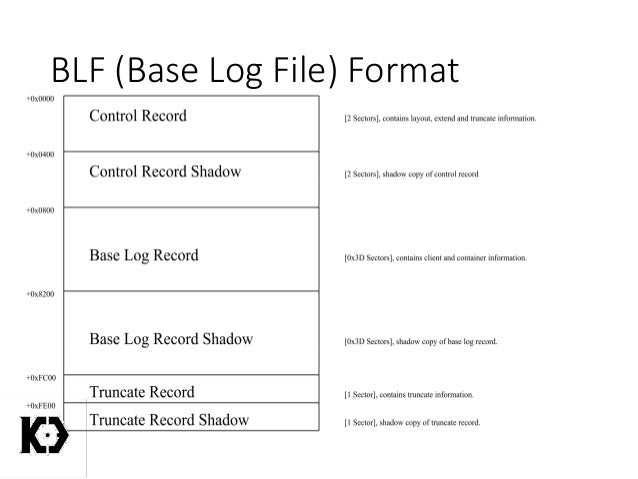 BLF (Base Log File) Format
+0x0000
Control Record
[2 Sectors], contains layout, extend and truncate information.
+0x0400
Control Record Shadow
[2 Sectors], shadow copy of control record
+0x0800
Base Log Record
[0x3D Sectors], contains client and container information.
+0x8200
Base Log Record Shadow
[0x3D Sectors], shadow copy of base log record.
+0xFC00
Truncate Record
[1 Sector], contains truncate information.
+0xFE00
Truncate Record Shadow
[1 Sector], shadow copy of truncate record.